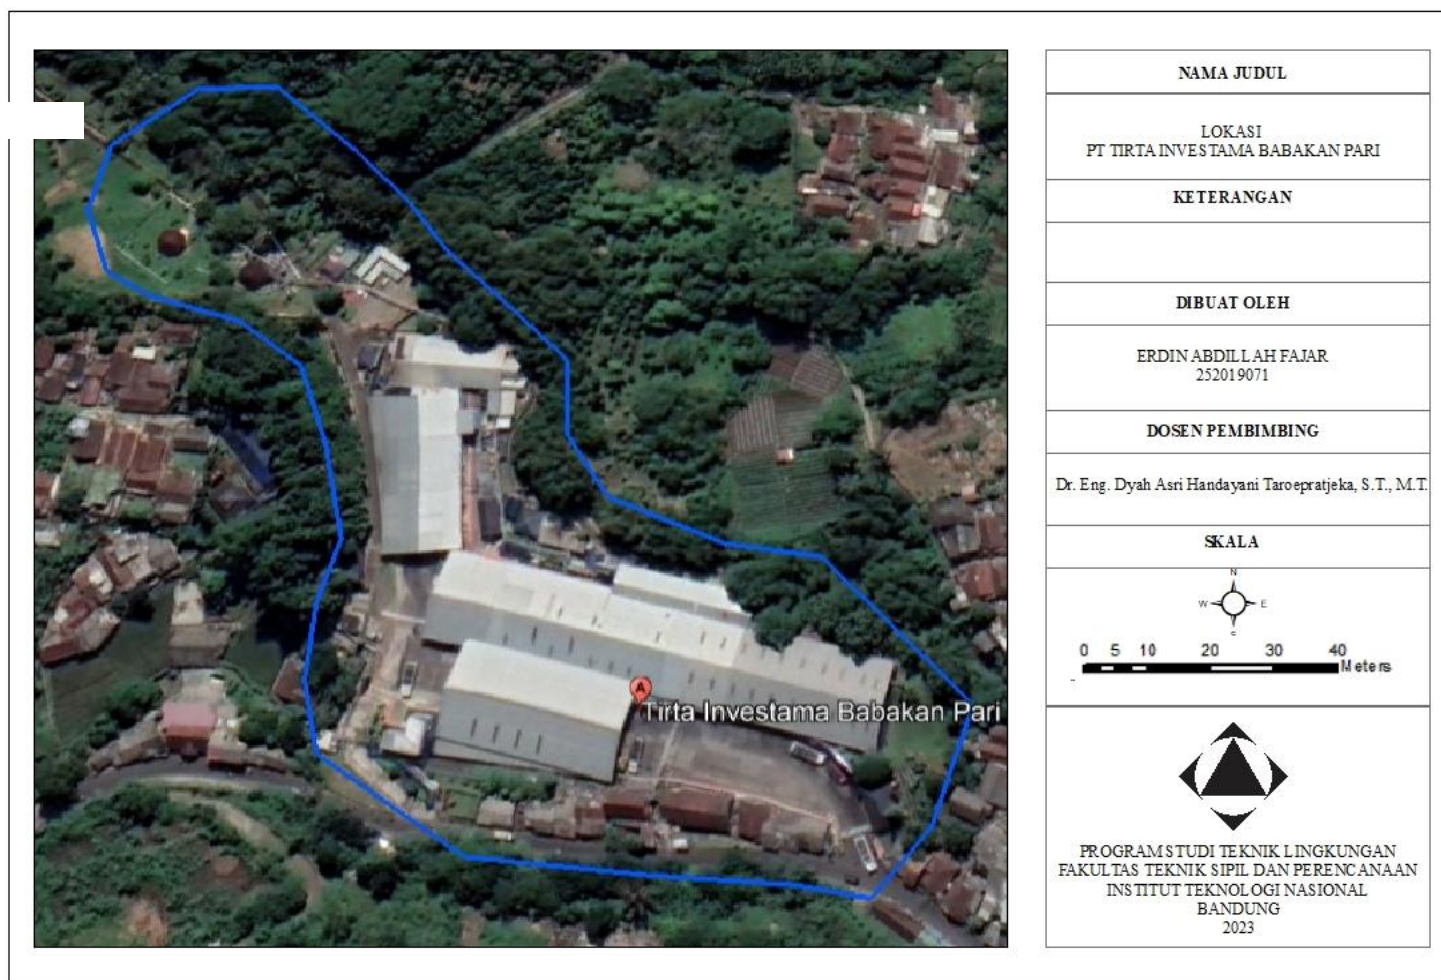 A
Tirta Investama Babakan Pari
NAMA JUDUL
LOKASI
PT TIRTA INVESTAMA BABAKAN PARI
KETERANGAN
DIBUAT OLEH
ERDIN ABDILLAH FAJAR
252019071
DOSEN PEMBIMBING
Dr. Eng. Dyah Asri Handayani Taroepratjeka, S.T., M.T.
SKALA
N
W E
0 5 10 20 30 40
Meters
PROGRAM STUDI TEKNIK LINGKUNGAN
FAKULTAS TEKNIK SIPIL DAN PERENCANAAN
INSTITUT TEKNOLOGI NASIONAL
BANDUNG
2023